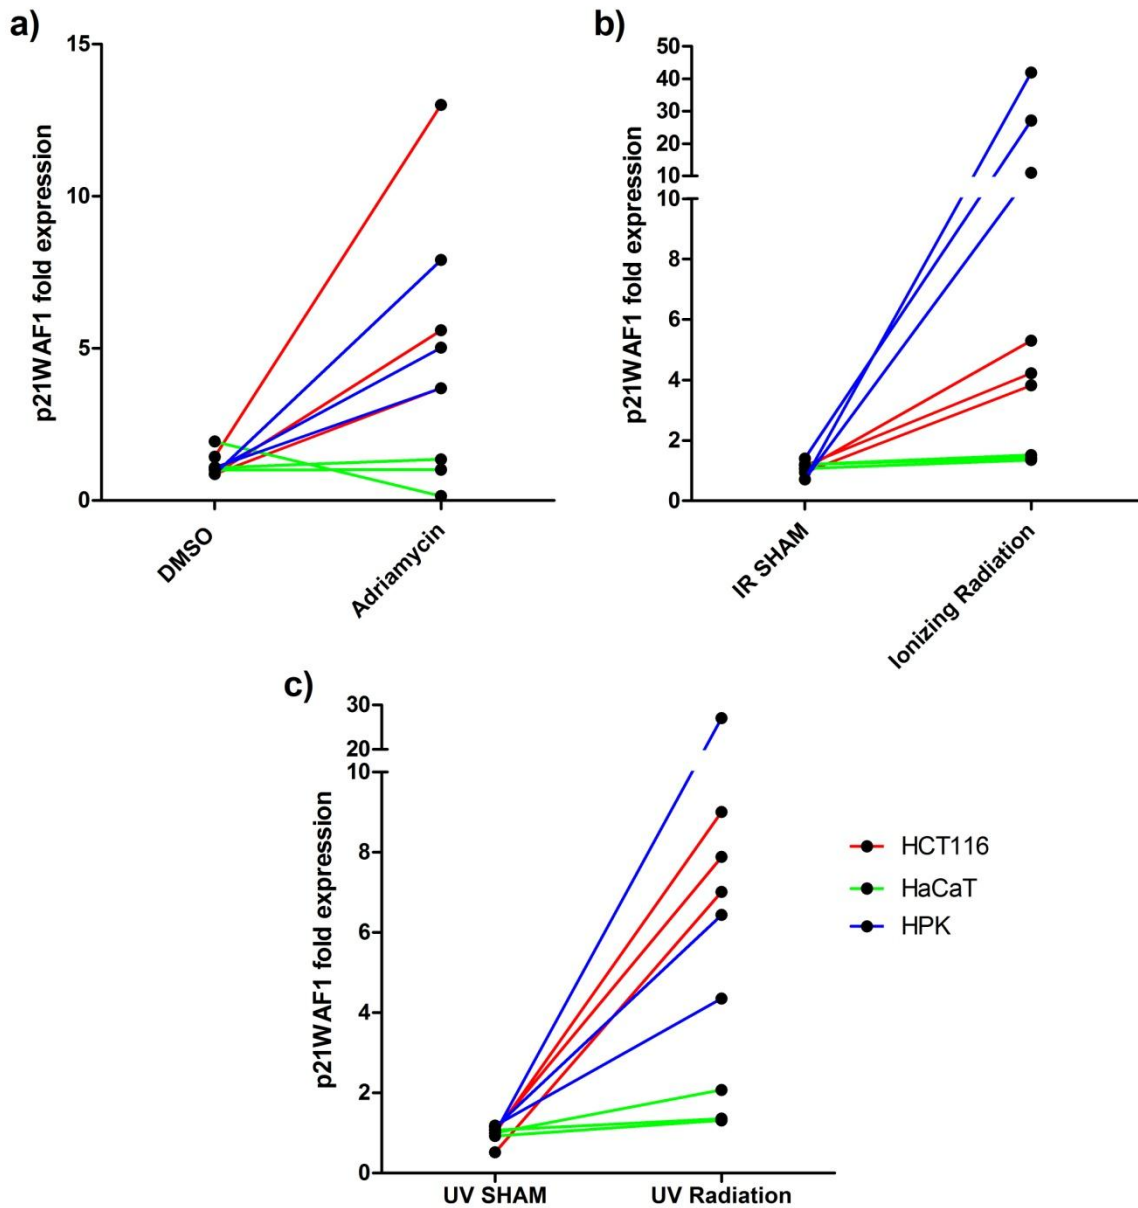 a)
p21WAF1 fold expression
15
10
5
0
DMSO
Adriamycin
b)
p21WAF1 fold expression
50
40
30
20
10
10
8
6
4
2
0
IR SHAM
Ionizing Radiation
c)
p21WAF1 fold expression
30
20
10
8
6
4
2
0
UV SHAM
UV Radiation
HCT116
HaCaT
HPK